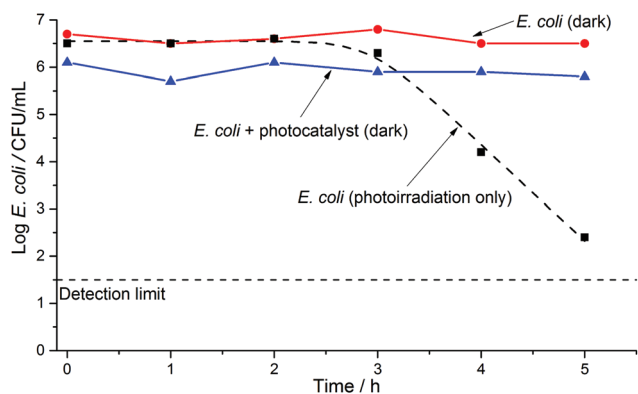 7
6
5
4
3
2
1
0
Log E. coli / CFU/mL
E. coli (dark)
E. coli + photocatalyst (dark)
E. coli (photoirradiation only)
Detection limit
0 1 2 3 4 5
Time / h